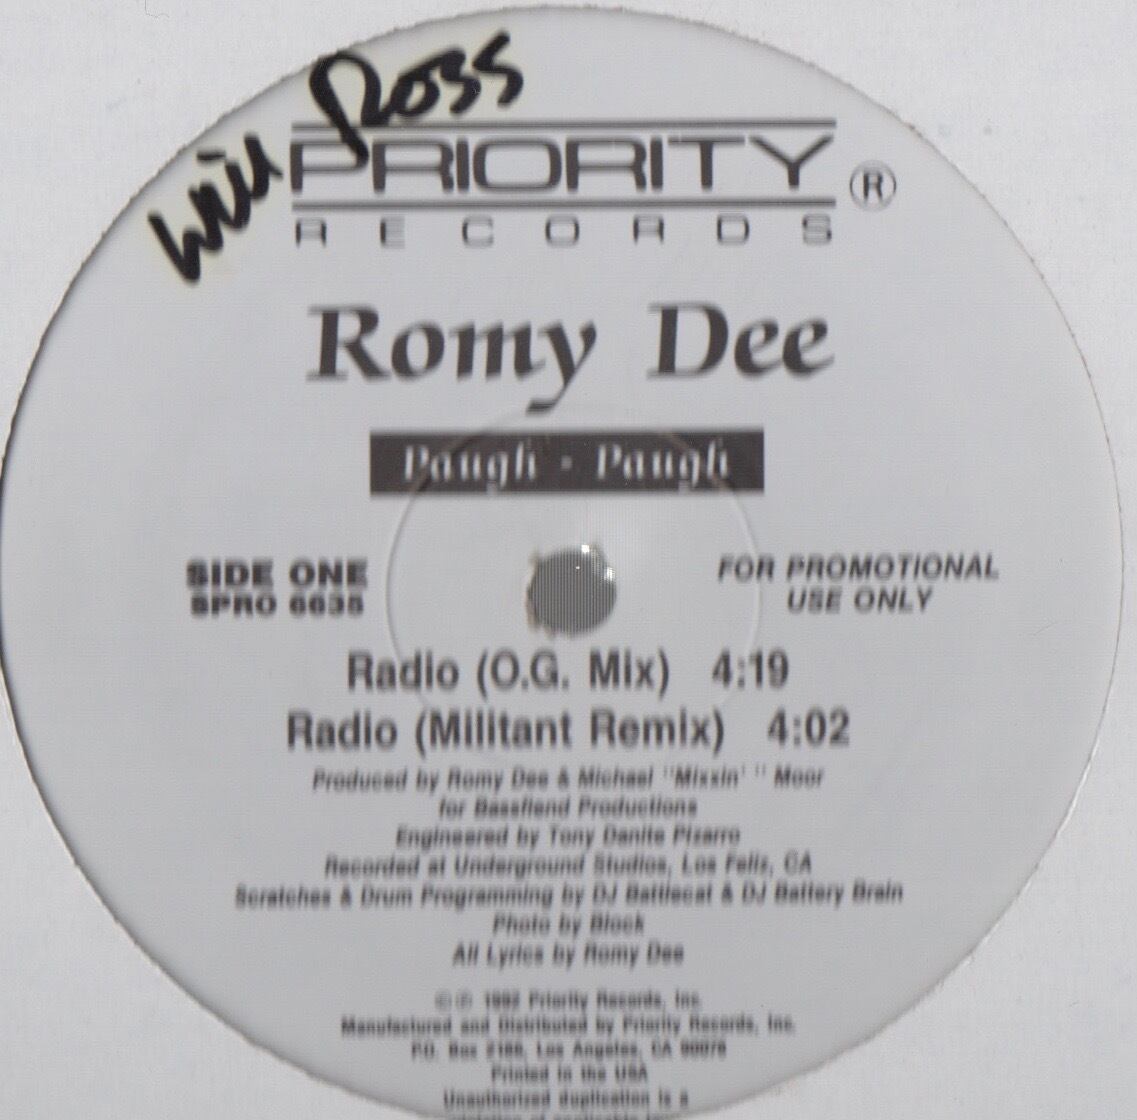 Will Ross
PRIORITY ®
RECORDS
Romy Dee
Paugh - Paugh
SIDE ONE
SPRO 6635
FOR PROMOTIONAL
USE ONLY
Radio (O.G. Mix) 4:19
Radio (Militant Remix) 4:02
Produced by Romy Dee & Michael "Mixxin' " Moor
for Bassfiend Productions
Engineered by Tony Danite Pizarro
Recorded at Underground Studios, Los Feliz, CA
Scratches & Drum Programming by DJ Battlecat & DJ Battery Brain
Photo by Block
All Lyrics by Romy Dee
© ℗ 1992 Priority Records, Inc.
Manufactured and Distributed by Priority Records, Inc.
P.O. Box Los Angeles, CA
Printed in the USA
Unauthorized duplication is a